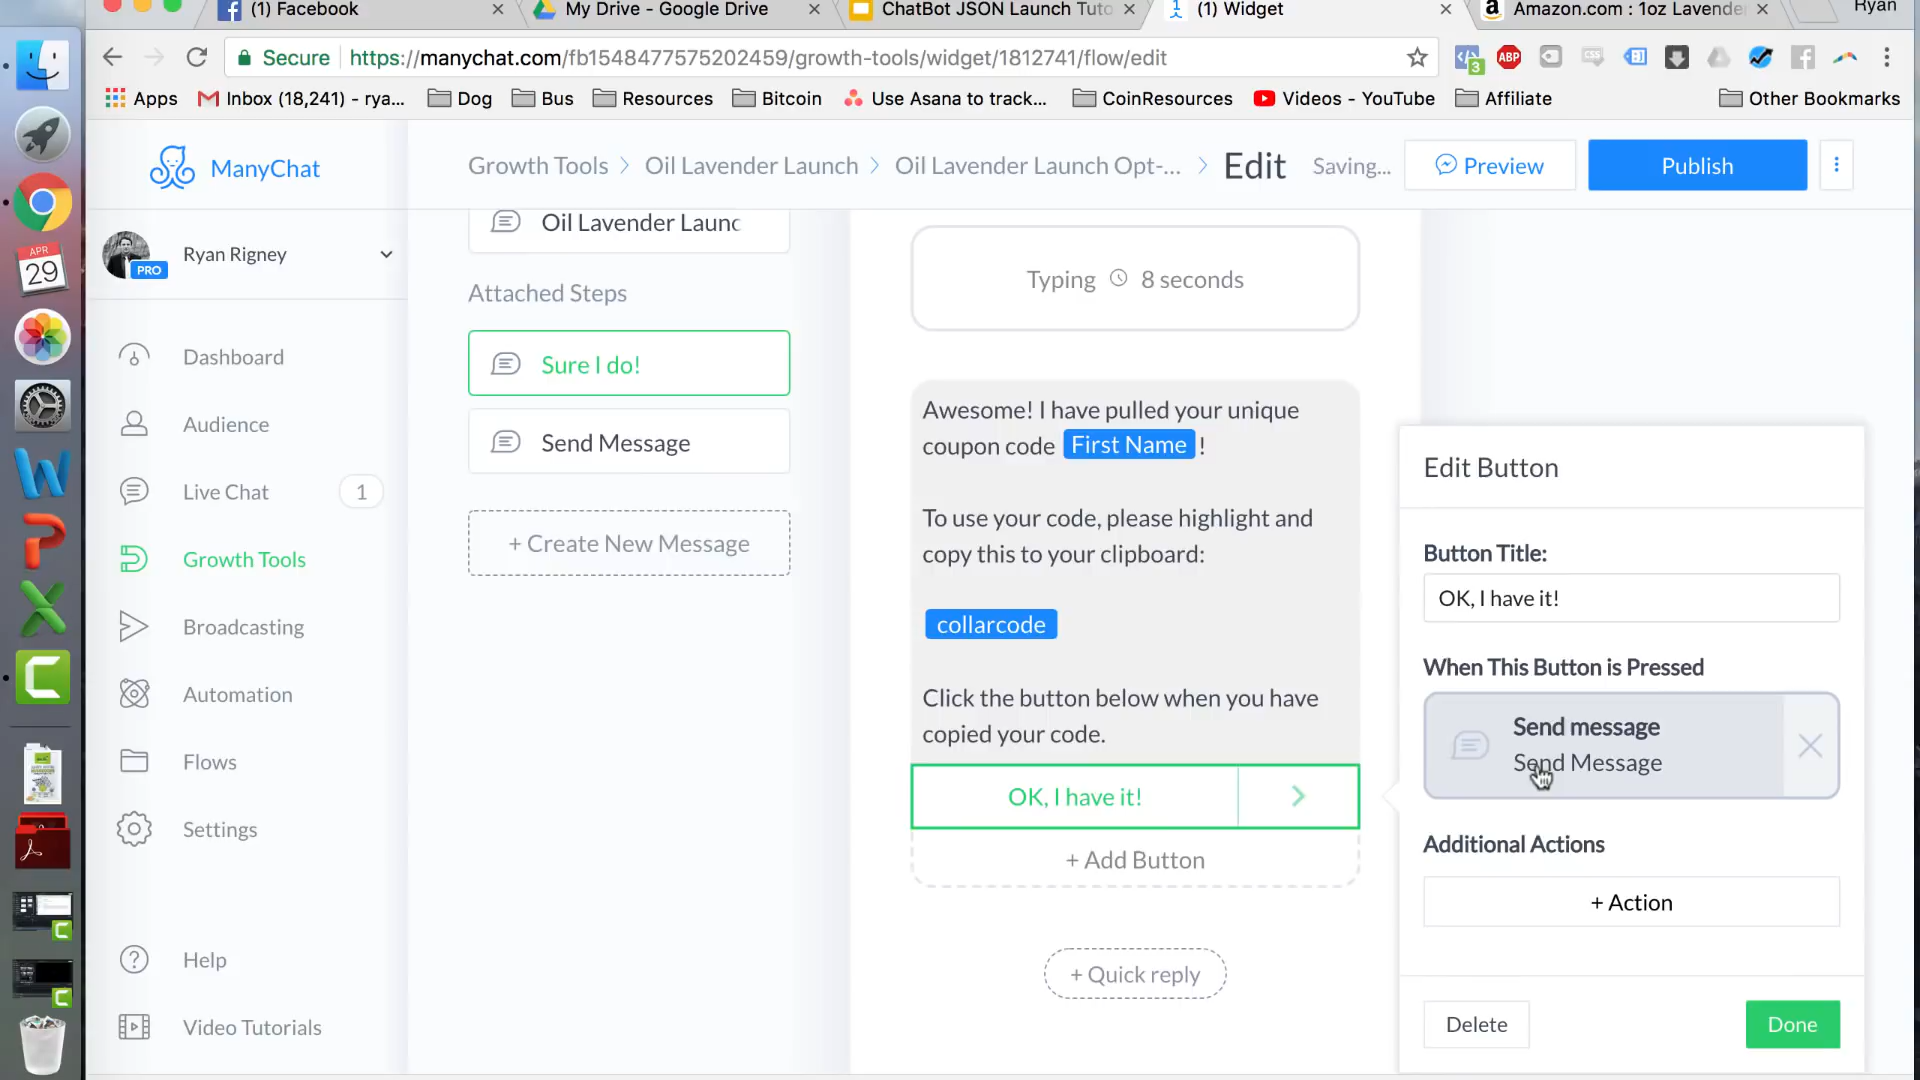 (1) Facebook
My Drive - Google Drive
ChatBot JSON Launch Tuto
(1) Widget
Amazon.com : 1oz Lavende
Ryan
Secure
https://manychat.com/fb1548477575202459/growth-tools/widget/1812741/flow/edit
3
ABP
CSS
Apps
Inbox (18,241) - rya...
Dog
Bus
Resources
Bitcoin
Use Asana to track...
CoinResources
Videos - YouTube
Affiliate
Other Bookmarks
ManyChat
Growth Tools
Oil Lavender Launch
Oil Lavender Launch Opt-...
Edit
Saving...
Preview
Publish
PRO
Ryan Rigney
Dashboard
Audience
Live Chat
1
Growth Tools
Broadcasting
Automation
Flows
Settings
Help
Video Tutorials
APR
29
Oil Lavender Launc
Attached Steps
Sure I do!
Send Message
+ Create New Message
Typing 8 seconds
Awesome! I have pulled your unique
coupon code First Name !
To use your code, please highlight and
copy this to your clipboard:
collarcode
Click the button below when you have
copied your code.
OK, I have it!
+ Add Button
+ Quick reply
Edit Button
Button Title:
OK, I have it!
When This Button is Pressed
Send message
Send Message
Additional Actions
+ Action
Delete
Done